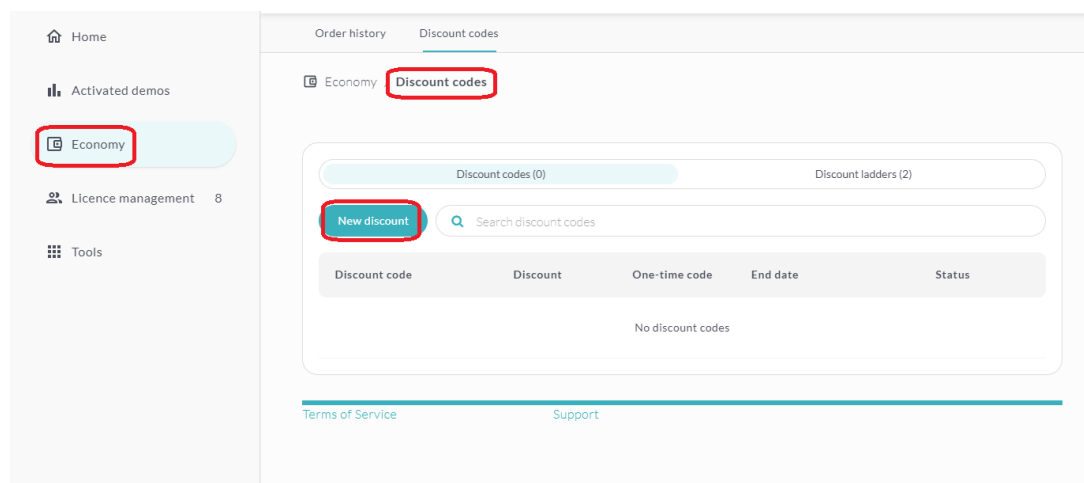 Home
Activated demos
Economy
Licence management 8
Tools
Order history Discount codes
Economy / Discount codes
Discount codes (0) Discount ladders (2)
New discount Search discount codes
Discount code Discount One-time code End date Status
No discount codes
Terms of Service Support